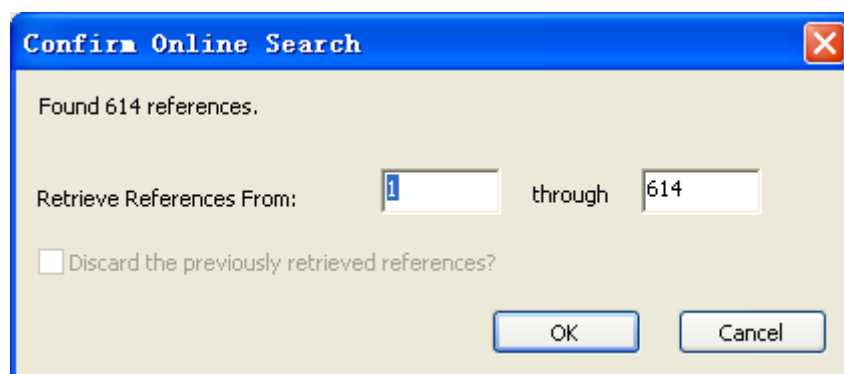 Confirm Online Search
Found 614 references.
Retrieve References From: 1 through 614
Discard the previously retrieved references?
OK Cancel